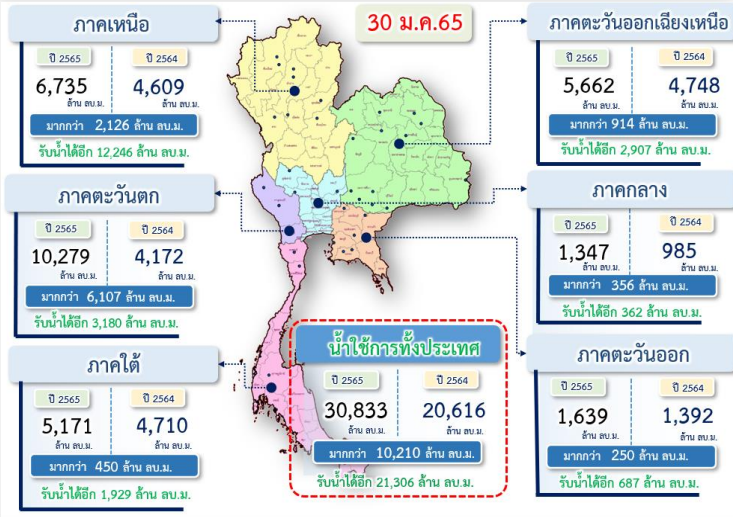 30 ม.ค.65
ภาคเหนือ
ปี 2565 ปี 2564
6,735 4,609
ล้าน ลบ.ม. ล้าน ลบ.ม.
มากกว่า 2,126 ล้าน ลบ.ม.
รับน้ำได้อีก 12,246 ล้าน ลบ.ม.
ภาคตะวันออกเฉียงเหนือ
ปี 2565 ปี 2564
5,662 4,748
ล้าน ลบ.ม. ล้าน ลบ.ม.
มากกว่า 914 ล้าน ลบ.ม.
รับน้ำได้อีก 2,907 ล้าน ลบ.ม.
ภาคตะวันตก
ปี 2565 ปี 2564
10,279 4,172
ล้าน ลบ.ม. ล้าน ลบ.ม.
มากกว่า 6,107 ล้าน ลบ.ม.
รับน้ำได้อีก 3,180 ล้าน ลบ.ม.
ภาคกลาง
ปี 2565 ปี 2564
1,347 985
ล้าน ลบ.ม. ล้าน ลบ.ม.
มากกว่า 356 ล้าน ลบ.ม.
รับน้ำได้อีก 362 ล้าน ลบ.ม.
ภาคใต้
ปี 2565 ปี 2564
5,171 4,710
ล้าน ลบ.ม. ล้าน ลบ.ม.
มากกว่า 450 ล้าน ลบ.ม.
รับน้ำได้อีก 1,929 ล้าน ลบ.ม.
น้ำใช้การทั้งประเทศ
ปี 2565 ปี 2564
30,833 20,616
ล้าน ลบ.ม. ล้าน ลบ.ม.
มากกว่า 10,210 ล้าน ลบ.ม.
รับน้ำได้อีก 21,306 ล้าน ลบ.ม.
ภาคตะวันออก
ปี 2565 ปี 2564
1,639 1,392
ล้าน ลบ.ม. ล้าน ลบ.ม.
มากกว่า 250 ล้าน ลบ.ม.
รับน้ำได้อีก 687 ล้าน ลบ.ม.